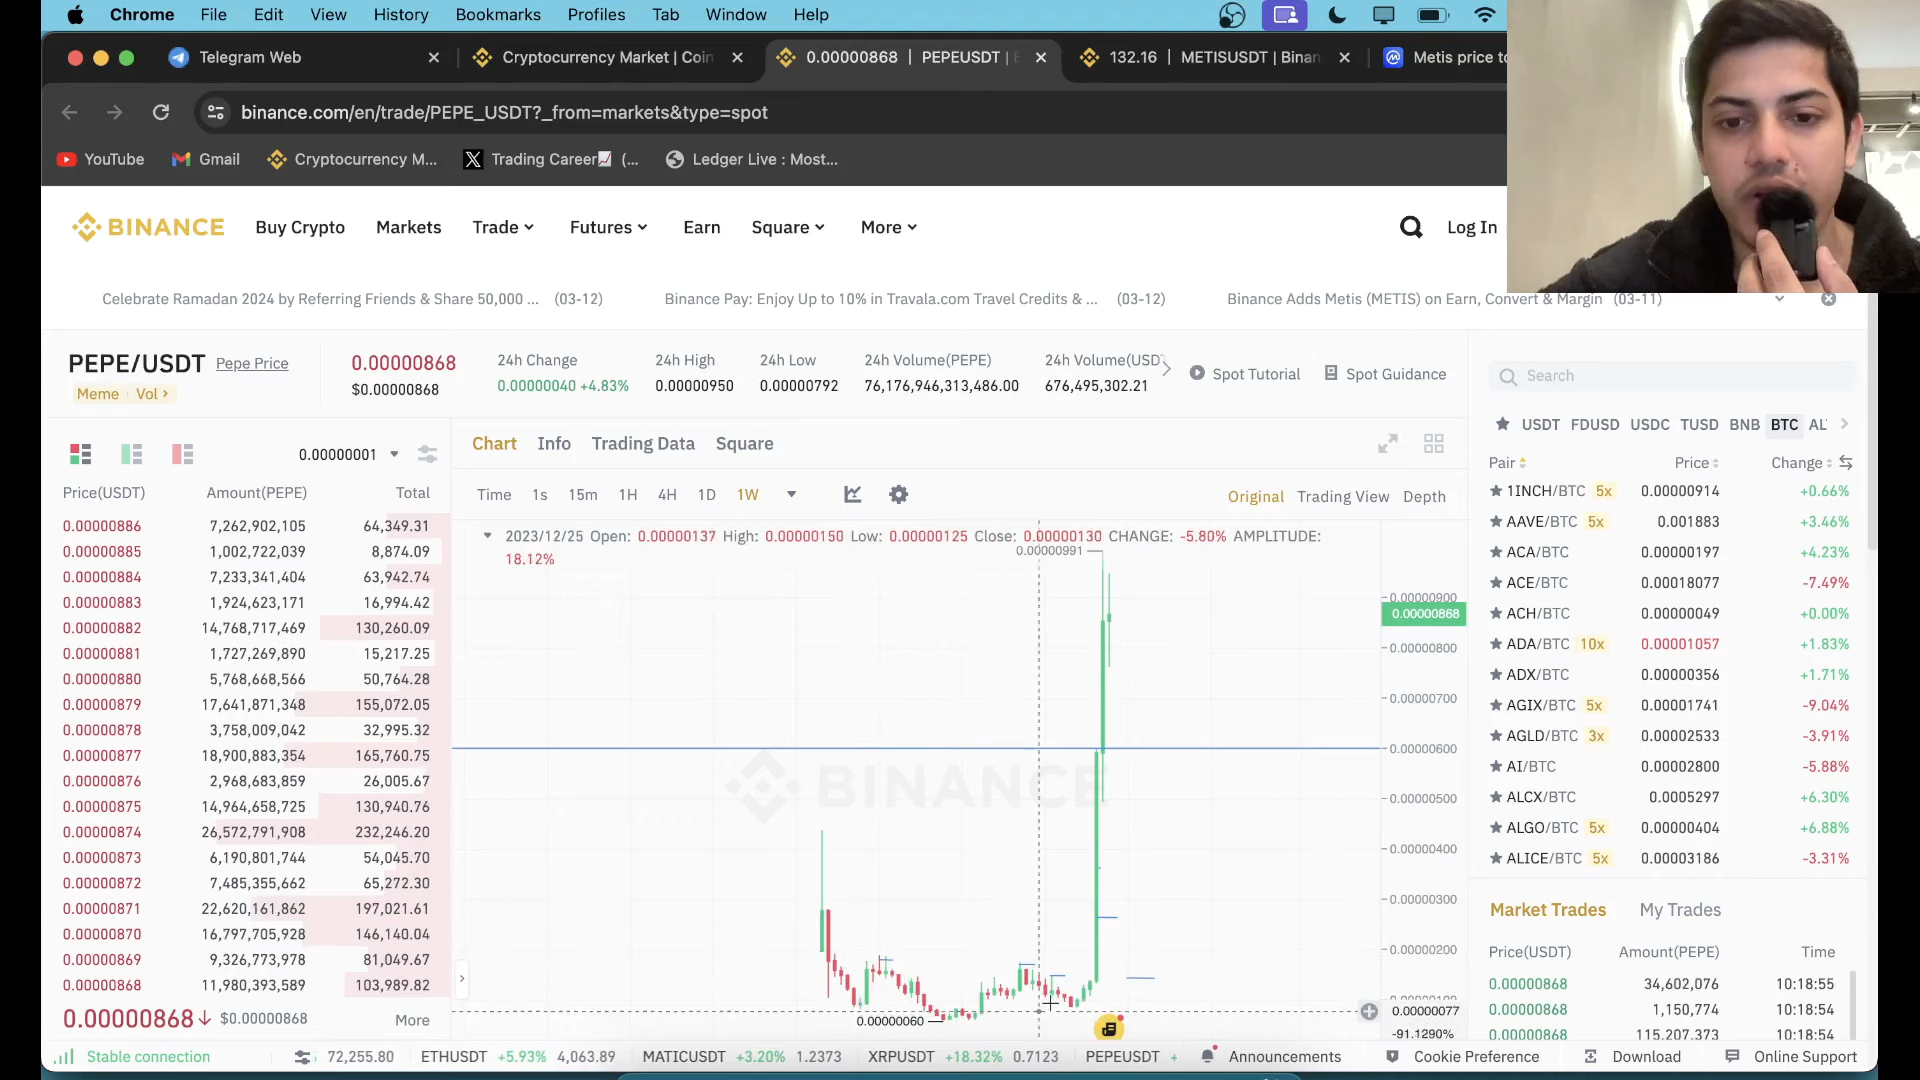 Chrome File Edit View History Bookmarks Profiles Tab Window Help
Telegram Web
Cryptocurrency Market | Coin
0.00000868 | PEPEUSDT |
132.16 | METISUSDT | Binan
Metis price to
binance.com/en/trade/PEPE_USDT?_from=markets&type=spot
YouTube Gmail Cryptocurrency M... Trading Career (... Ledger Live : Most...
BINANCE Buy Crypto Markets Trade Futures Earn Square More Log In
Celebrate Ramadan 2024 by Referring Friends & Share 50,000 ... (03-12)
Binance Pay: Enjoy Up to 10% in Travala.com Travel Credits & ... (03-12)
Binance Adds Metis (METIS) on Earn, Convert & Margin (03-11)
PEPE/USDT Pepe Price
Meme Vol
0.00000868
$0.00000868
24h Change
0.00000040 +4.83%
24h High
0.00000950
24h Low
0.00000792
24h Volume(PEPE)
76,176,946,313,486.00
24h Volume(USD
676,495,302.21
Spot Tutorial Spot Guidance
0.00000001
Price(USDT) Amount(PEPE) Total
0.00000886 7,262,902,105 64,349.31
0.00000885 1,002,722,039 8,874.09
0.00000884 7,233,341,404 63,942.74
0.00000883 1,924,623,171 16,994.42
0.00000882 14,768,717,469 130,260.09
0.00000881 1,727,269,890 15,217.25
0.00000880 5,768,668,566 50,764.28
0.00000879 17,641,871,348 155,072.05
0.00000878 3,758,009,042 32,995.32
0.00000877 18,900,883,354 165,760.75
0.00000876 2,968,683,859 26,005.67
0.00000875 14,964,658,725 130,940.76
0.00000874 26,572,791,908 232,246.20
0.00000873 6,190,801,744 54,045.70
0.00000872 7,485,355,662 65,272.30
0.00000871 22,620,161,862 197,021.61
0.00000870 16,797,705,928 146,140.04
0.00000869 9,326,773,978 81,049.67
0.00000868 11,980,393,589 103,989.82
0.00000868 $0.00000868 More
Chart Info Trading Data Square
Time 1s 15m 1H 4H 1D 1W
Original Trading View Depth
2023/12/25 Open: 0.00000137 High: 0.00000150 Low: 0.00000125 Close: 0.00000130 CHANGE: -5.80% AMPLITUDE:
18.12%
0.00000991
0.00000900
0.00000868
0.00000800
0.00000700
0.00000600
BINANCE
0.00000500
0.00000400
0.00000300
0.00000200
0.00000077
0.00000060
-91.1290%
Search
USDT FDUSD USDC TUSD BNB BTC AL
Pair Price Change
1INCH/BTC 5x 0.00000914 +0.66%
AAVE/BTC 5x 0.001883 +3.46%
ACA/BTC 0.00000197 +4.23%
ACE/BTC 0.00018077 -7.49%
ACH/BTC 0.00000049 +0.00%
ADA/BTC 10x 0.00001057 +1.83%
ADX/BTC 0.00000356 +1.71%
AGIX/BTC 5x 0.00001741 -9.04%
AGLD/BTC 3x 0.00002533 -3.91%
AI/BTC 0.00002800 -5.88%
ALCX/BTC 0.0005297 +6.30%
ALGO/BTC 5x 0.00000404 +6.88%
ALICE/BTC 5x 0.00003186 -3.31%
Market Trades My Trades
Price(USDT) Amount(PEPE) Time
0.00000868 34,602,076 10:18:55
0.00000868 1,150,774 10:18:54
0.00000868 115,207,373 10:18:54
Stable connection 72,255.80 ETHUSDT +5.93% 4,063.89 MATICUSDT +3.20% 1.2373 XRPUSDT +18.32% 0.7123 PEPEUSDT + Announcements Cookie Preference Download Online Support